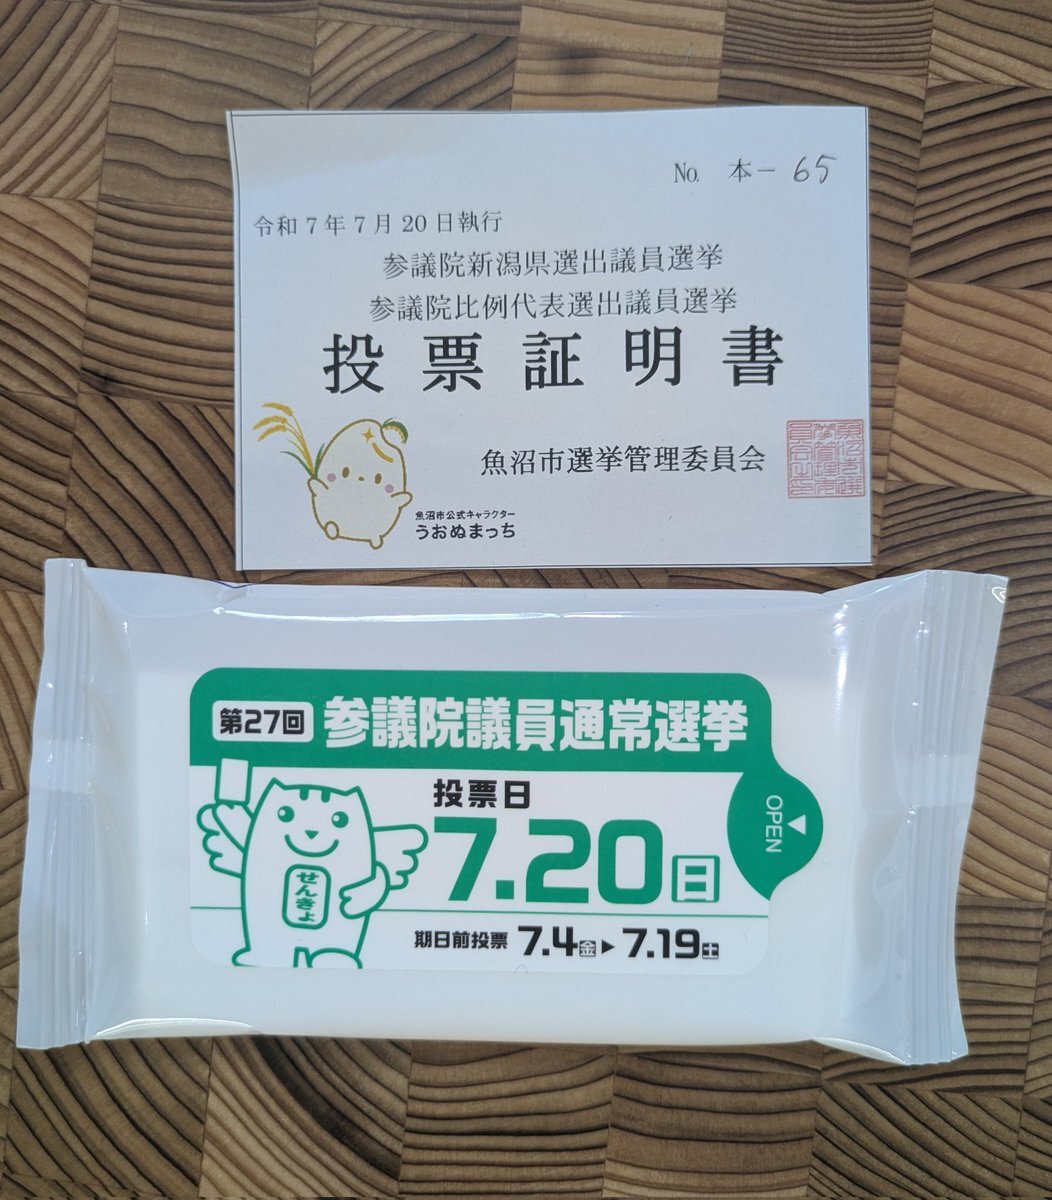 No. 本－65
令和7年7月20日執行
参議院新潟県選出議員選挙
参議院比例代表選出議員選挙
投票証明書
魚沼市選挙管理委員会
魚沼市公式キャラクター
うおぬまっち
第27回 参議院議員通常選挙
投票日
7.20日
OPEN
せんきょ
期日前投票 7.4金▶7.19土